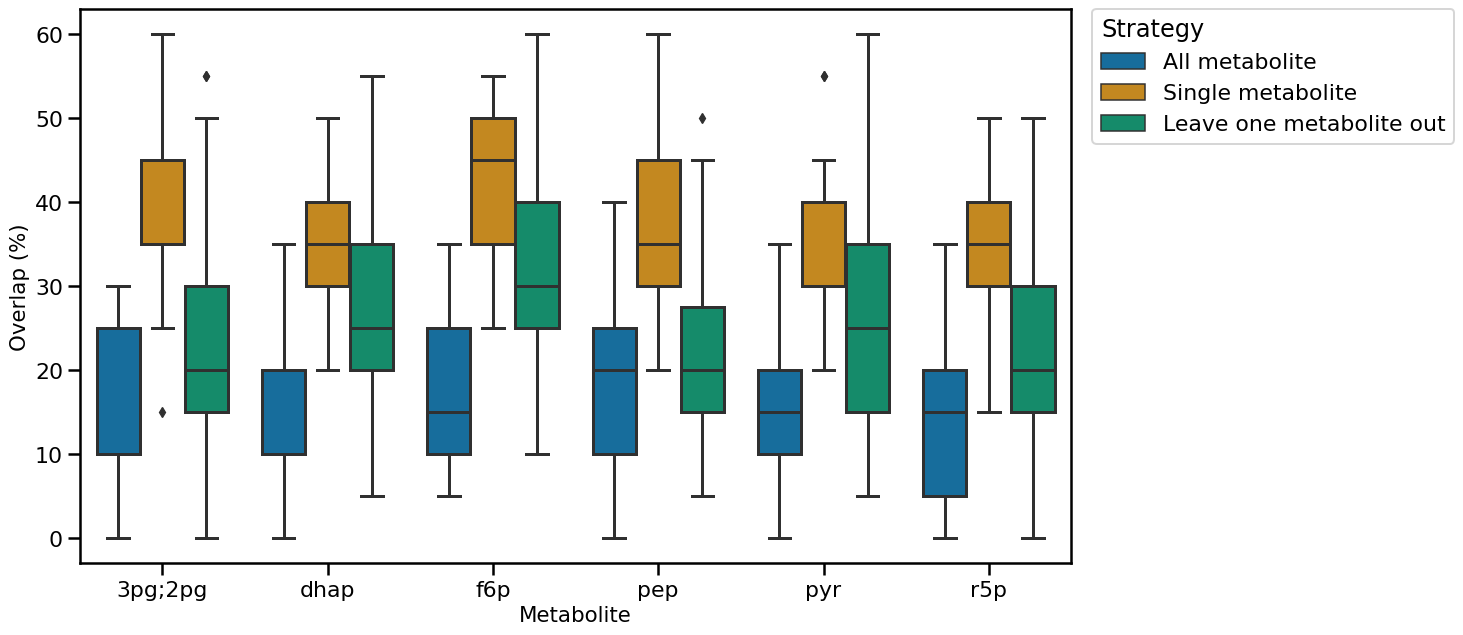 60
50
40
30
20
10
0
Overlap (%)
3pg;2pg dhap f6p pep pyr r5p
Metabolite
Strategy
All metabolite
Single metabolite
Leave one metabolite out